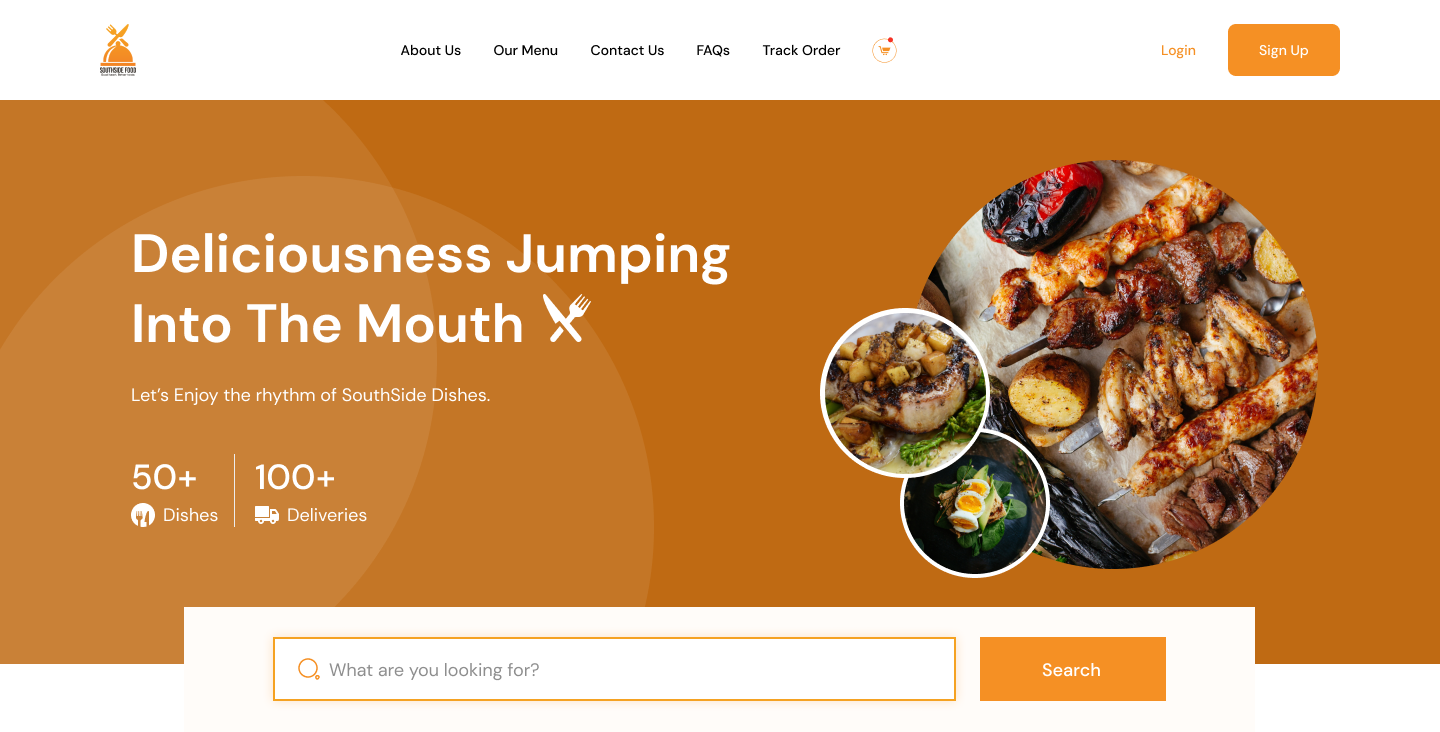 SOUTHSIDE FOOD
About Us
Our Menu
Contact Us
FAQs
Track Order
Login
Sign Up
Deliciousness Jumping
Into The Mouth
Let’s Enjoy the rhythm of SouthSide Dishes.
50+
Dishes
100+
Deliveries
What are you looking for?
Search